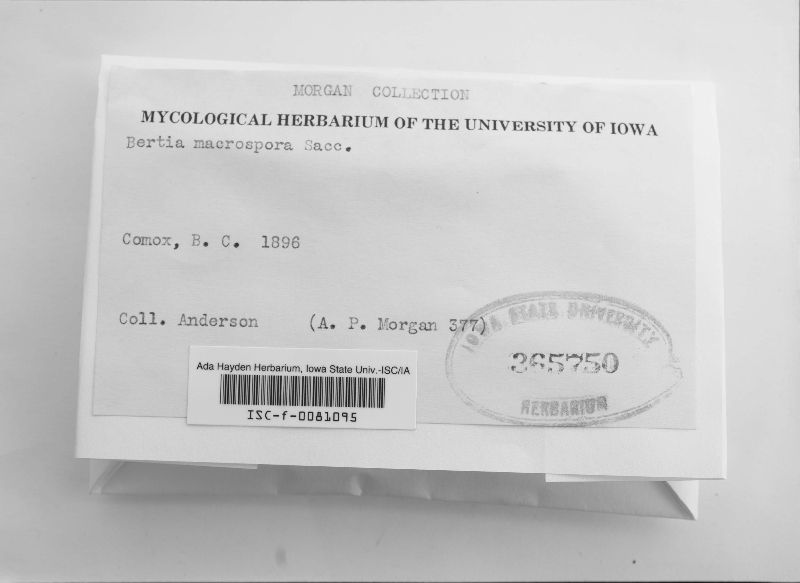 MORGAN COLLECTION
MYCOLOGICAL HERBARIUM OF THE UNIVERSITY OF IOWA
Bertia macrospora Sacc.
Comox, B. C. 1896
Coll. Anderson (A. P. Morgan 377)
IOWA STATE UNIVERSITY
365750
HERBARIUM
Ada Hayden Herbarium, Iowa State Univ.-ISC/IA
ISC-f-0081095